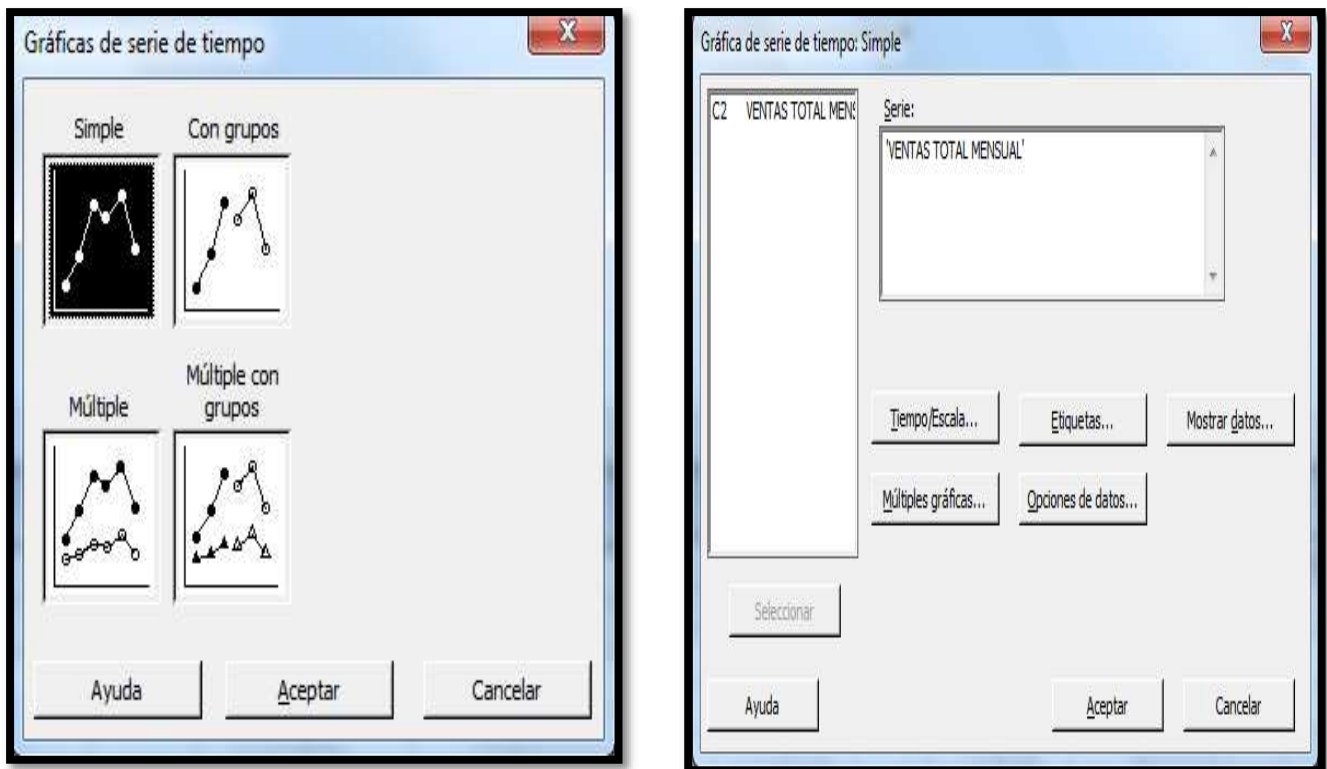 Gráficas de serie de tiempo
Simple
Con grupos
Múltiple
Múltiple con
grupos
Ayuda
Aceptar
Cancelar
Gráfica de serie de tiempo: Simple
C2 VENTAS TOTAL MENS
Serie:
'VENTAS TOTAL MENSUAL'
Tiempo/Escala...
Etiquetas...
Mostrar datos...
Múltiples gráficas...
Opciones de datos...
Seleccionar
Ayuda
Aceptar
Cancelar